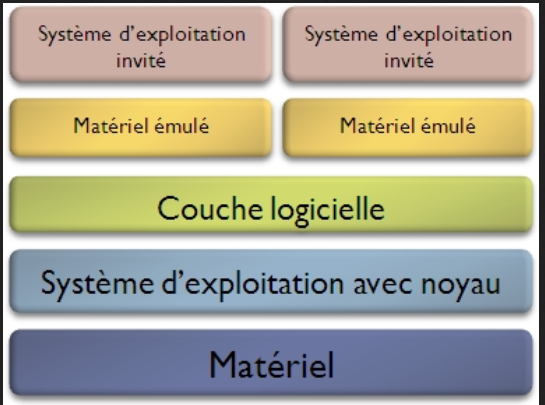 Système d'exploitation
invité
Système d'exploitation
invité
Matériel émulé
Matériel émulé
Couche logicielle
Système d'exploitation avec noyau
Matériel